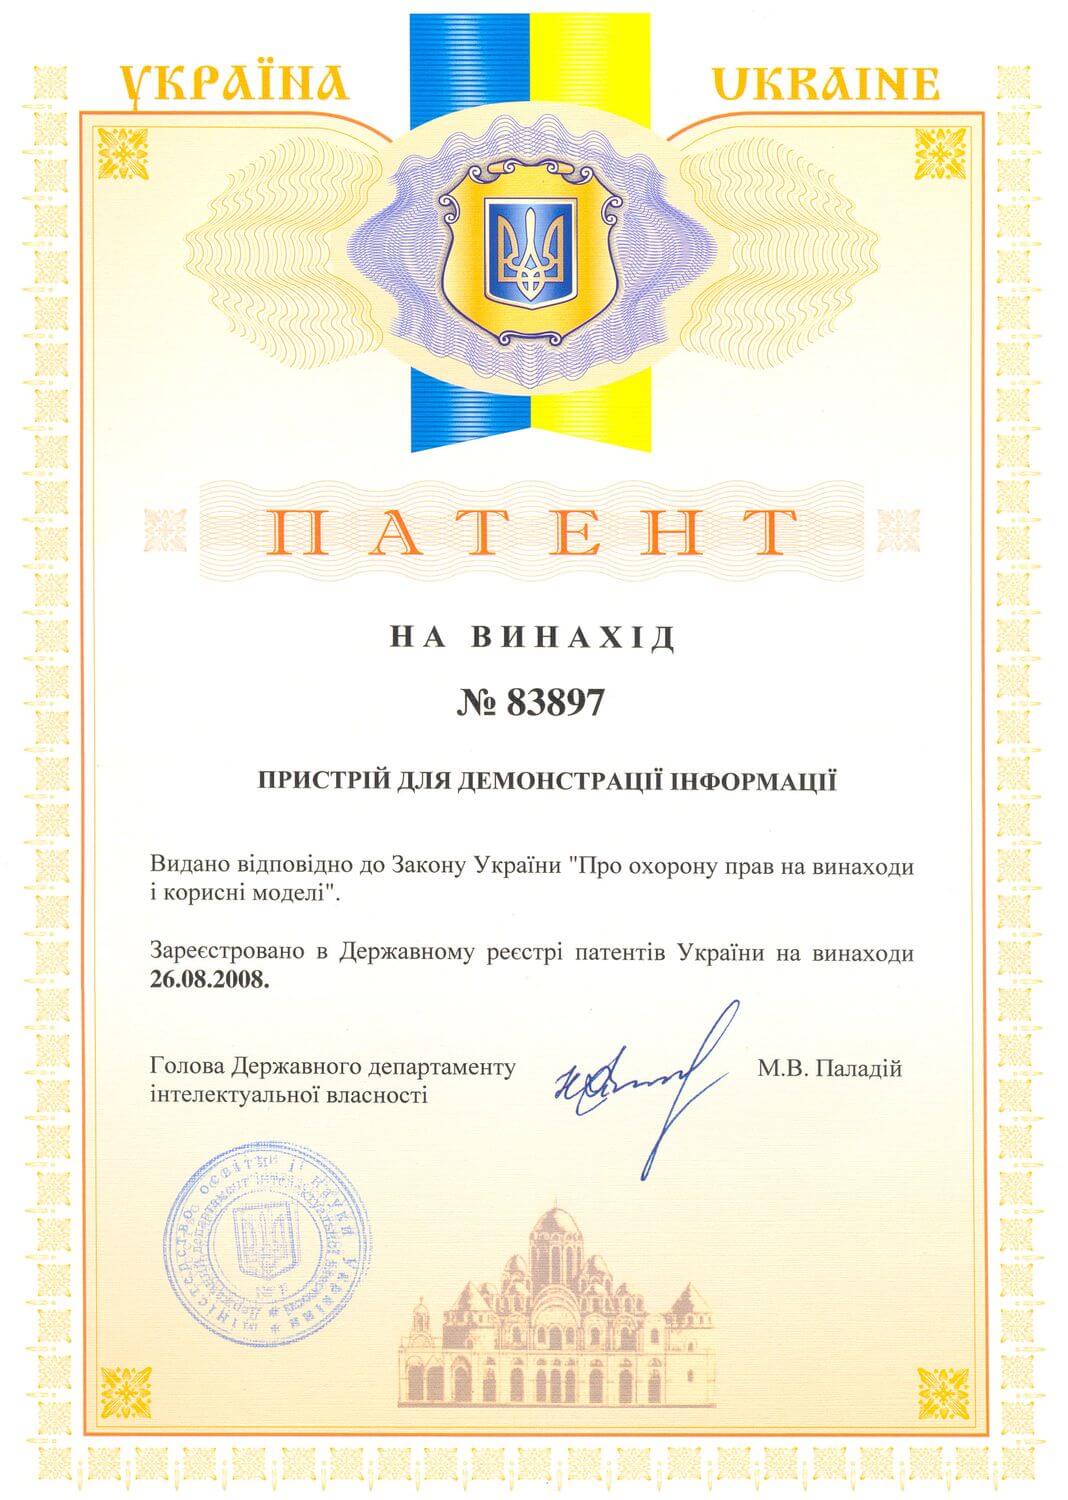 УКРАЇНА
UKRAINE
ПАТЕНТ
НА ВИНАХІД
№ 83897
ПРИСТРІЙ ДЛЯ ДЕМОНСТРАЦІЇ ІНФОРМАЦІЇ
Видано відповідно до Закону України "Про охорону прав на винаходи
і корисні моделі".
Зареєстровано в Державному реєстрі патентів України на винаходи
26.08.2008.
Голова Державного департаменту
інтелектуальної власності
М.В. Паладій
МІНІСТЕРСТВО ОСВІТИ І НАУКИ УКРАЇНИ